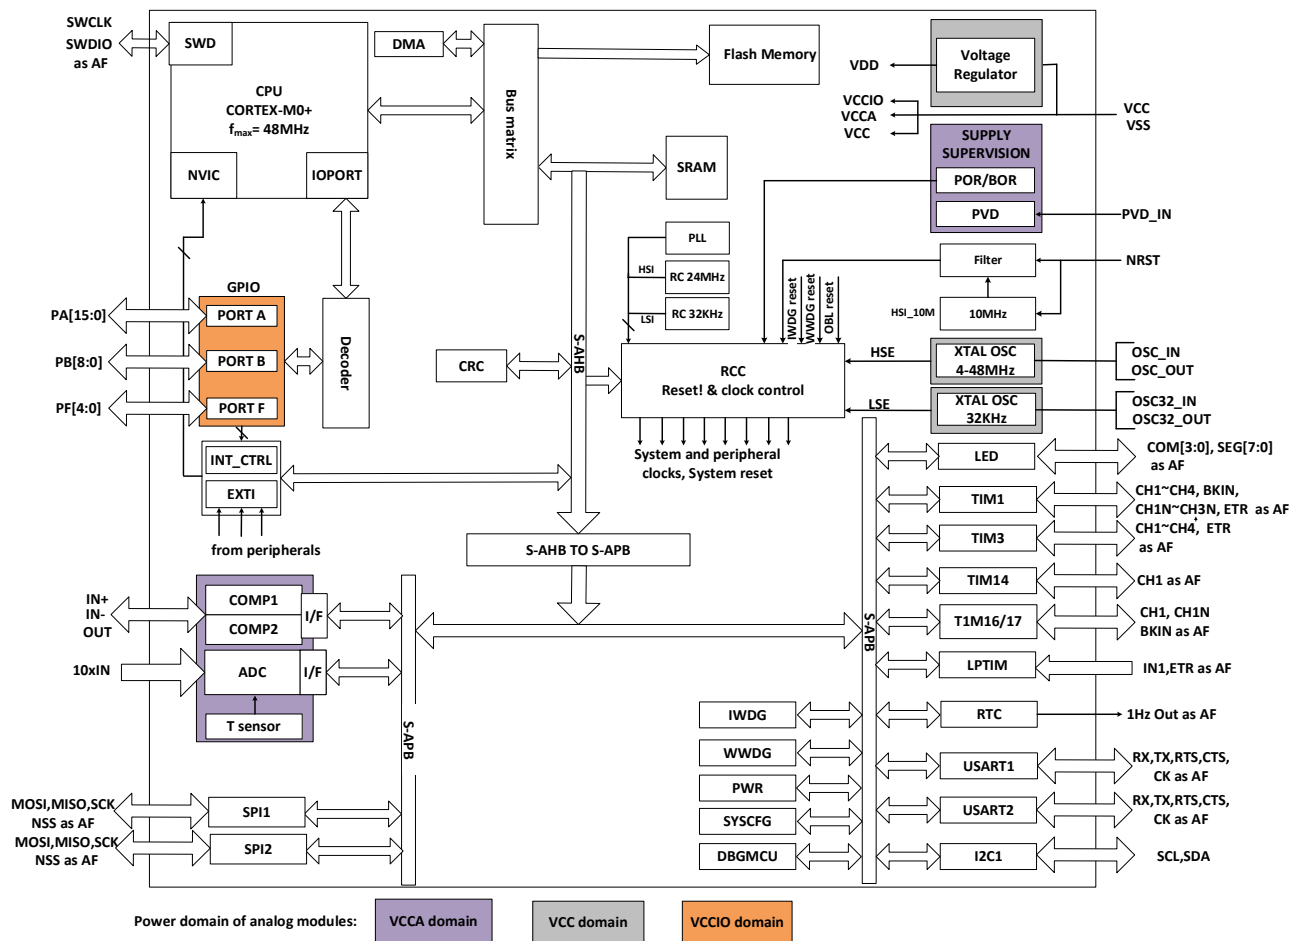 SWCLK
SWDIO
as AF
SWD
CPU
CORTEX-M0+
fmax= 48MHz
NVIC
IOPORT
DMA
Bus matrix
Flash Memory
SRAM
Voltage
Regulator
VDD
VCCIO
VCCA
VCC
VCC
VSS
SUPPLY
SUPERVISION
POR/BOR
PVD
PVD_IN
PLL
HSI
RC 24MHz
LSI
RC 32KHz
Filter
NRST
HSI_10M
10MHz
IWDG reset
WWDG reset
OBL reset
GPIO
PA[15:0]
PORT A
PB[8:0]
PORT B
PF[4:0]
PORT F
Decoder
CRC
S-AHB
RCC
Reset! & clock control
HSE
XTAL OSC
4-48MHz
OSC_IN
OSC_OUT
LSE
XTAL OSC
32KHz
OSC32_IN
OSC32_OUT
System and peripheral
clocks, System reset
INT_CTRL
EXTI
from peripherals
S-AHB TO S-APB
LED
COM[3:0], SEG[7:0]
as AF
TIM1
CH1~CH4, BKIN,
CH1N~CH3N, ETR as AF
TIM3
CH1~CH4, ETR
as AF
TIM14
CH1 as AF
T1M16/17
CH1, CH1N
BKIN as AF
LPTIM
IN1,ETR as AF
RTC
1Hz Out as AF
USART1
RX,TX,RTS,CTS,
CK as AF
USART2
RX,TX,RTS,CTS,
CK as AF
I2C1
SCL,SDA
S-APB
IWDG
WWDG
PWR
SYSCFG
DBGMCU
IN+
IN-
OUT
COMP1
COMP2
I/F
10xIN
ADC
I/F
T sensor
S-APB
MOSI,MISO,SCK
NSS as AF
SPI1
MOSI,MISO,SCK
NSS as AF
SPI2
Power domain of analog modules:
VCCA domain
VCC domain
VCCIO domain